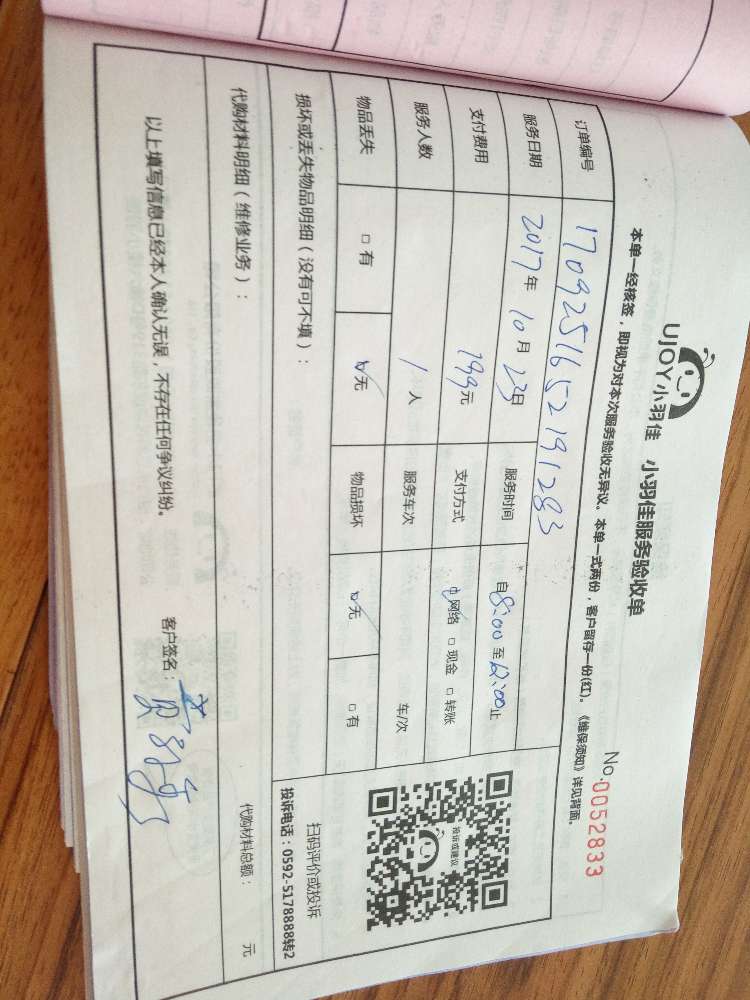 UJOY小羽佳 小羽佳服务验收单
No.0052833
本单一经核签，即视为对本次服务验收无异议。本单一式两份，客户留存一份(红)。《维保须知》详见背面。
订单编号 1709251652191283
服务日期 2017年10月23日 服务时间 自8:00至12:00止
支付费用 199元 支付方式 网络 □现金 □转账
服务人数 1人 服务车次 车/次
物品丢失 □有 □无 物品损坏 □无 □有
投诉或建议
扫码评价或投诉
投诉电话：0592-5178888转2
损坏或丢失物品明细（没有可不填）：
代购材料明细（维修业务）：
代购材料总额： 元
以上填写信息已经本人确认无误，不存在任何争议纠纷。
客户签名：